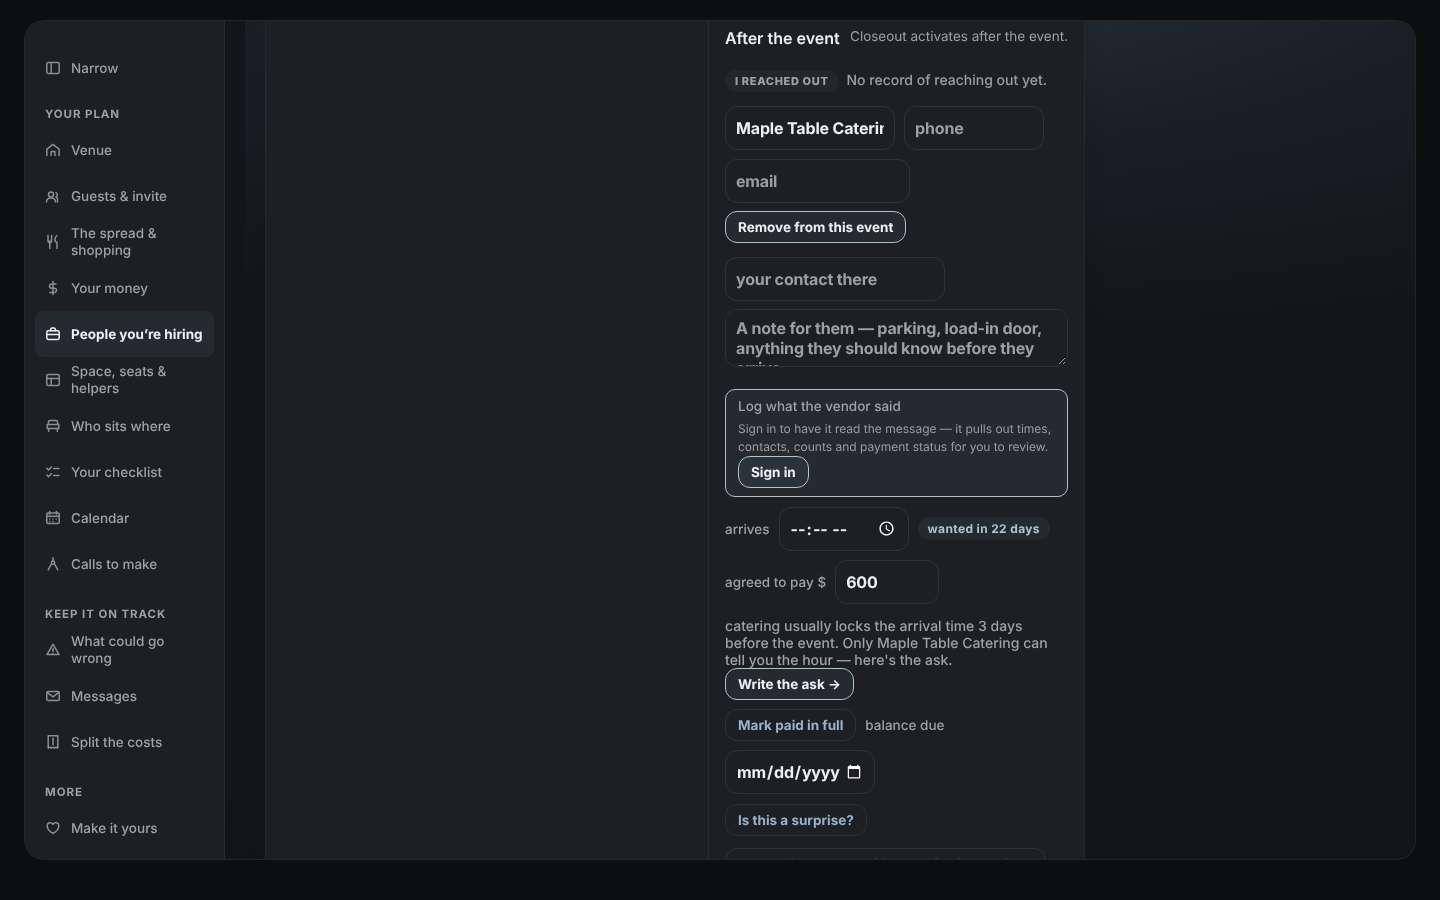 Narrow
YOUR PLAN
Venue
Guests & invite
The spread &
shopping
Your money
People you’re hiring
Space, seats &
helpers
Who sits where
Your checklist
Calendar
Calls to make
KEEP IT ON TRACK
What could go
wrong
Messages
Split the costs
MORE
Make it yours
After the event Closeout activates after the event.
I REACHED OUT No record of reaching out yet.
Maple Table Caterin phone
email
Remove from this event
your contact there
A note for them — parking, load-in door,
anything they should know before they
Log what the vendor said
Sign in to have it read the message — it pulls out times,
contacts, counts and payment status for you to review.
Sign in
arrives --:-- -- wanted in 22 days
agreed to pay $ 600
catering usually locks the arrival time 3 days
before the event. Only Maple Table Catering can
tell you the hour — here's the ask.
Write the ask →
Mark paid in full balance due
mm/dd/yyyy
Is this a surprise?